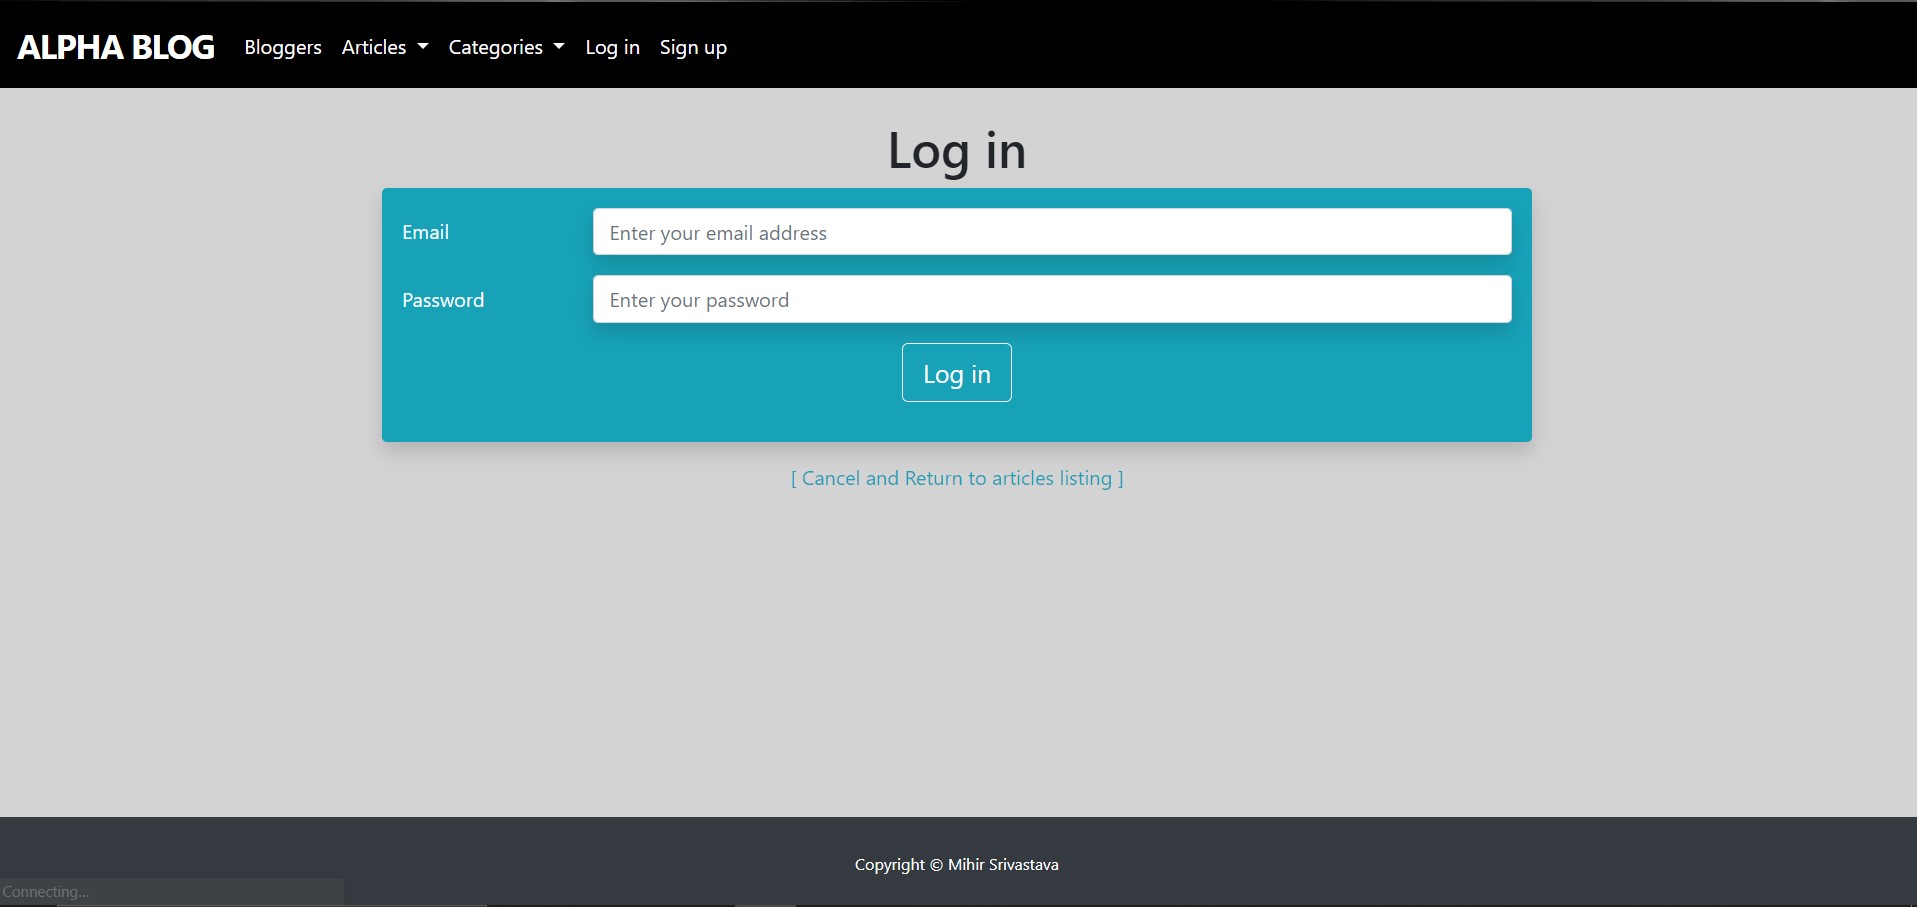 ALPHA BLOG Bloggers Articles Categories Log in Sign up
Log in
Email Enter your email address
Password Enter your password
Log in
[ Cancel and Return to articles listing ]
Copyright © Mihir Srivastava
Connecting...